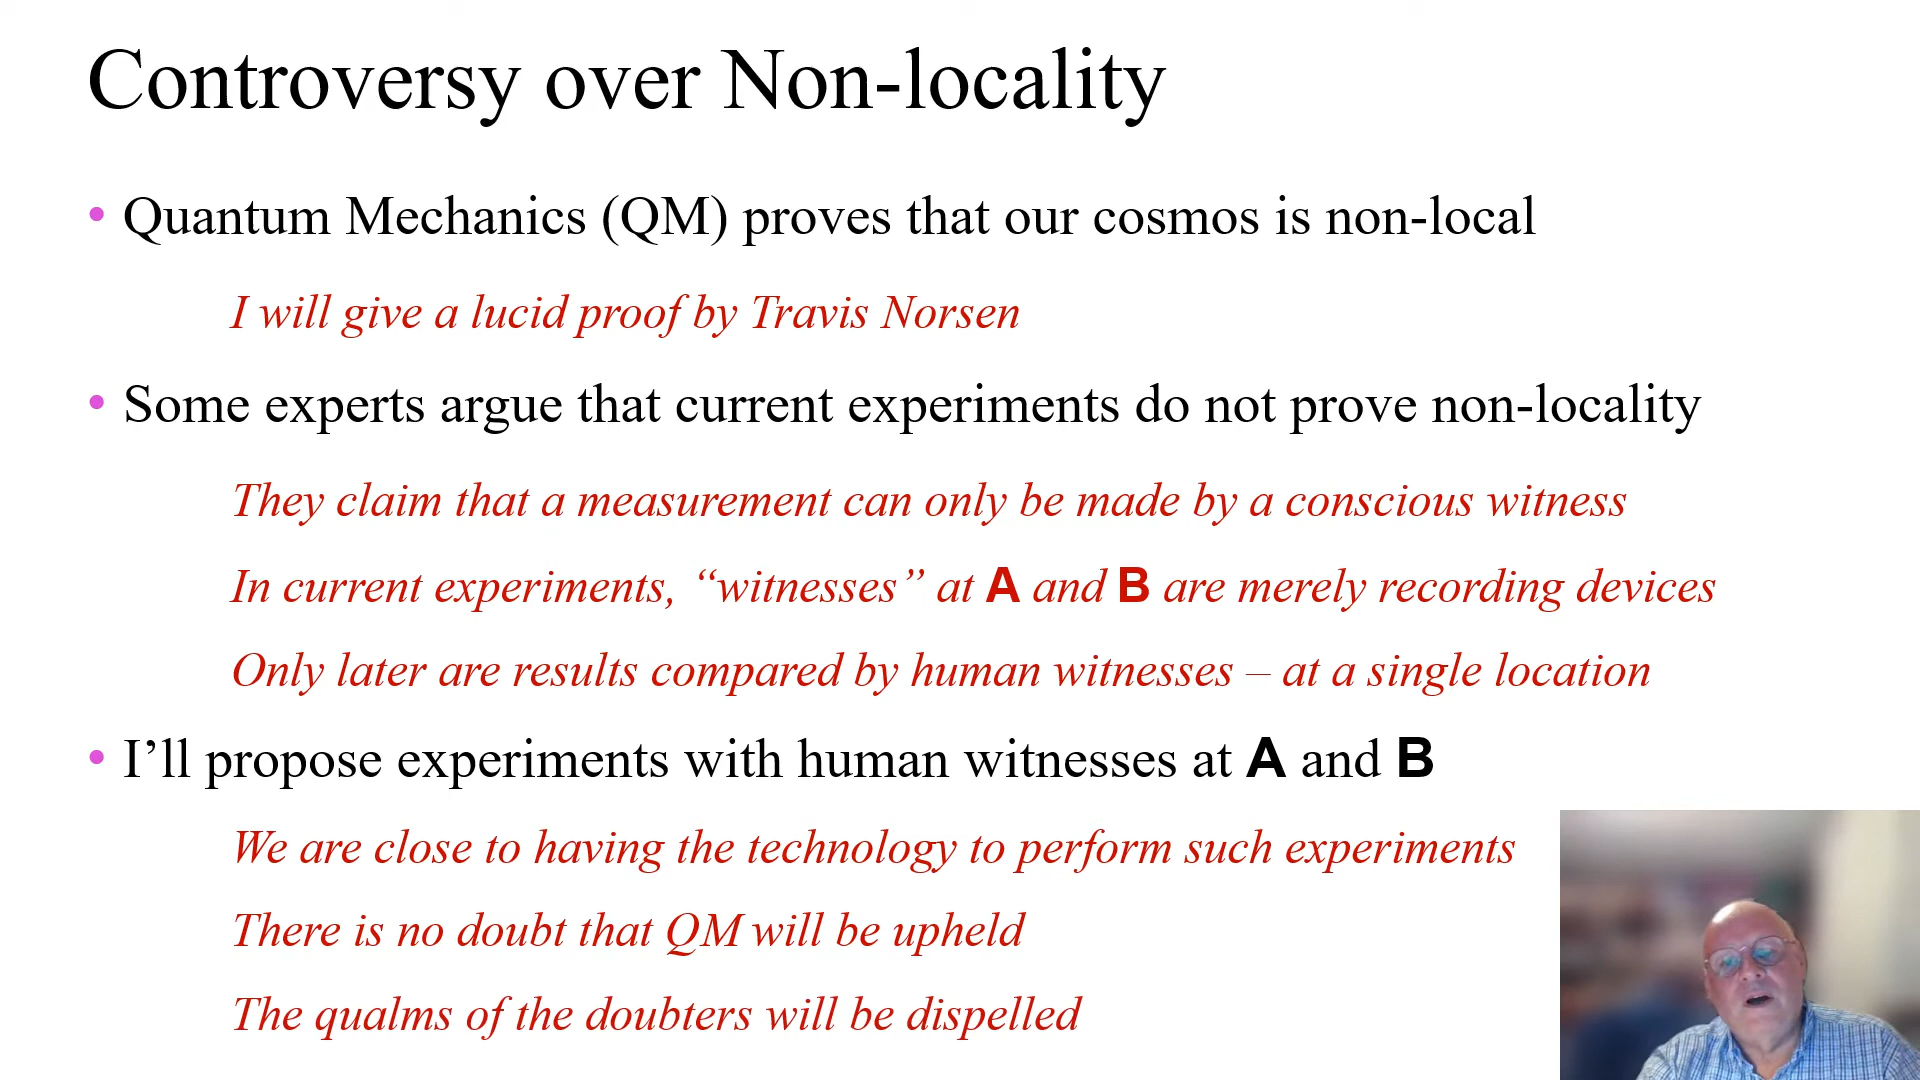 Controversy over Non-locality
• Quantum Mechanics (QM) proves that our cosmos is non-local
I will give a lucid proof by Travis Norsen
• Some experts argue that current experiments do not prove non-locality
They claim that a measurement can only be made by a conscious witness
In current experiments, “witnesses” at A and B are merely recording devices
Only later are results compared by human witnesses – at a single location
• I’ll propose experiments with human witnesses at A and B
We are close to having the technology to perform such experiments
There is no doubt that QM will be upheld
The qualms of the doubters will be dispelled